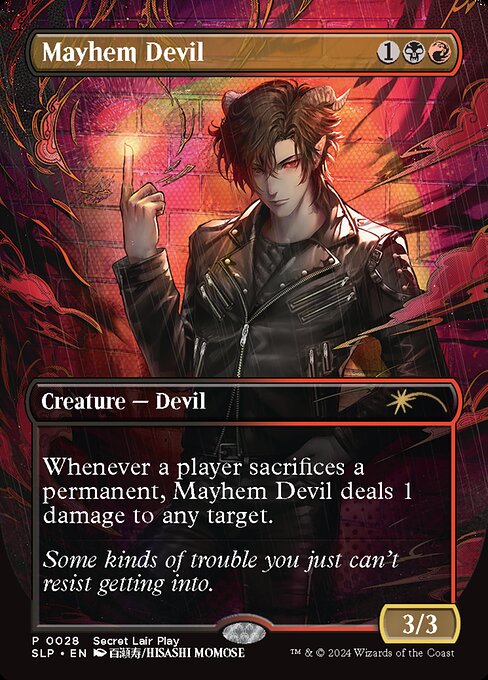 Mayhem Devil 1
Creature — Devil
Whenever a player sacrifices a
permanent, Mayhem Devil deals 1
damage to any target.
Some kinds of trouble you just can't
resist getting into.
3/3
P 0028 Secret Lair Play
SLP • EN 百瀬寿/HISASHI MOMOSE ™ & © 2024 Wizards of the Coast